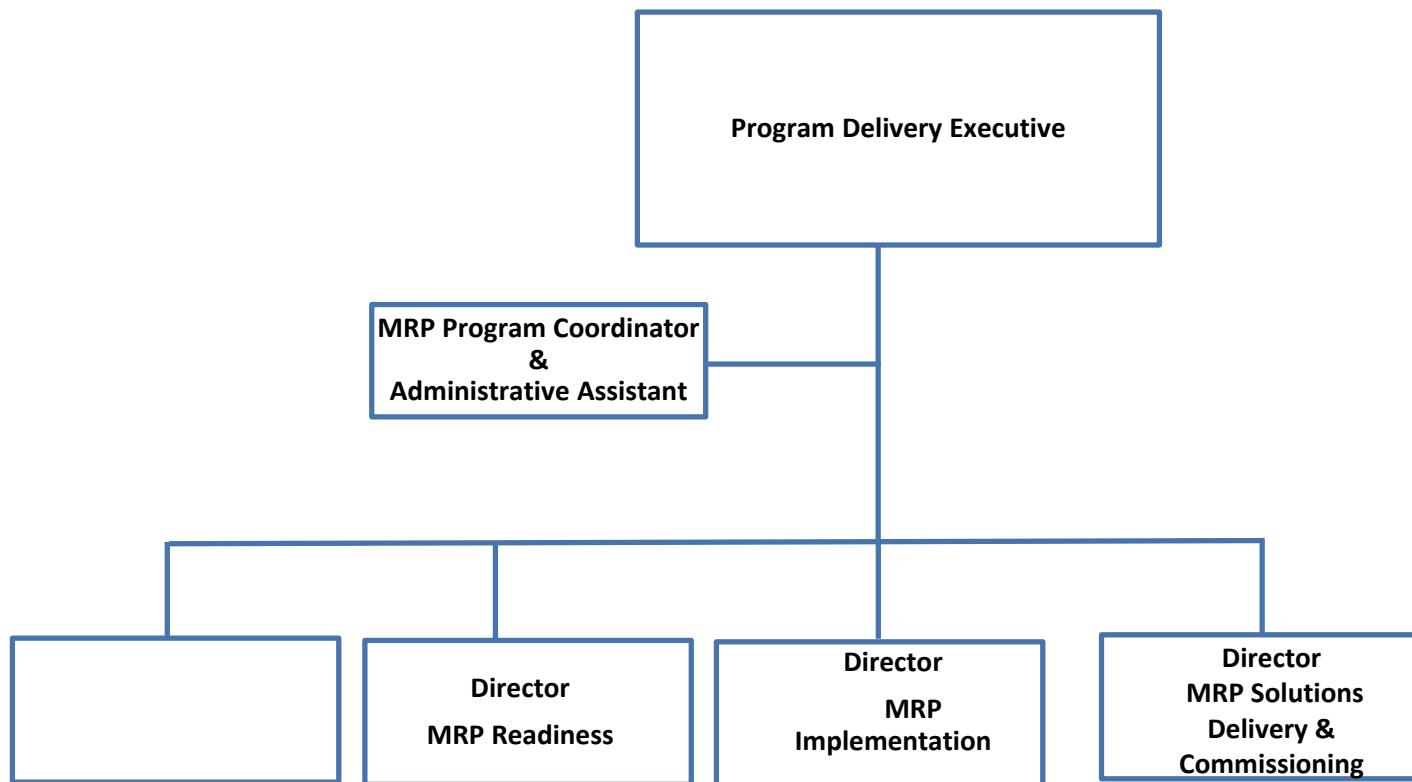 Program Delivery Executive
MRP Program Coordinator
&
Administrative Assistant
Director
MRP Readiness
Director
MRP
Implementation
Director
MRP Solutions
Delivery &
Commissioning